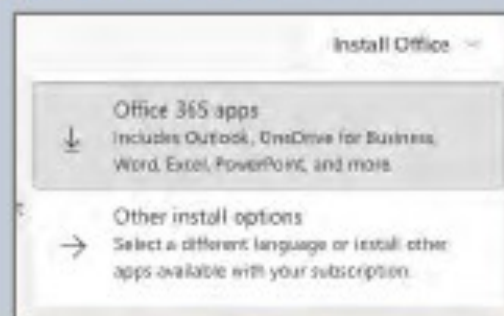 Install Office
Office 365 apps
Includes Outlook, OneDrive for Business,
Word, Excel, PowerPoint, and more.
Other install options
Select a different language or install other
apps available with your subscription.